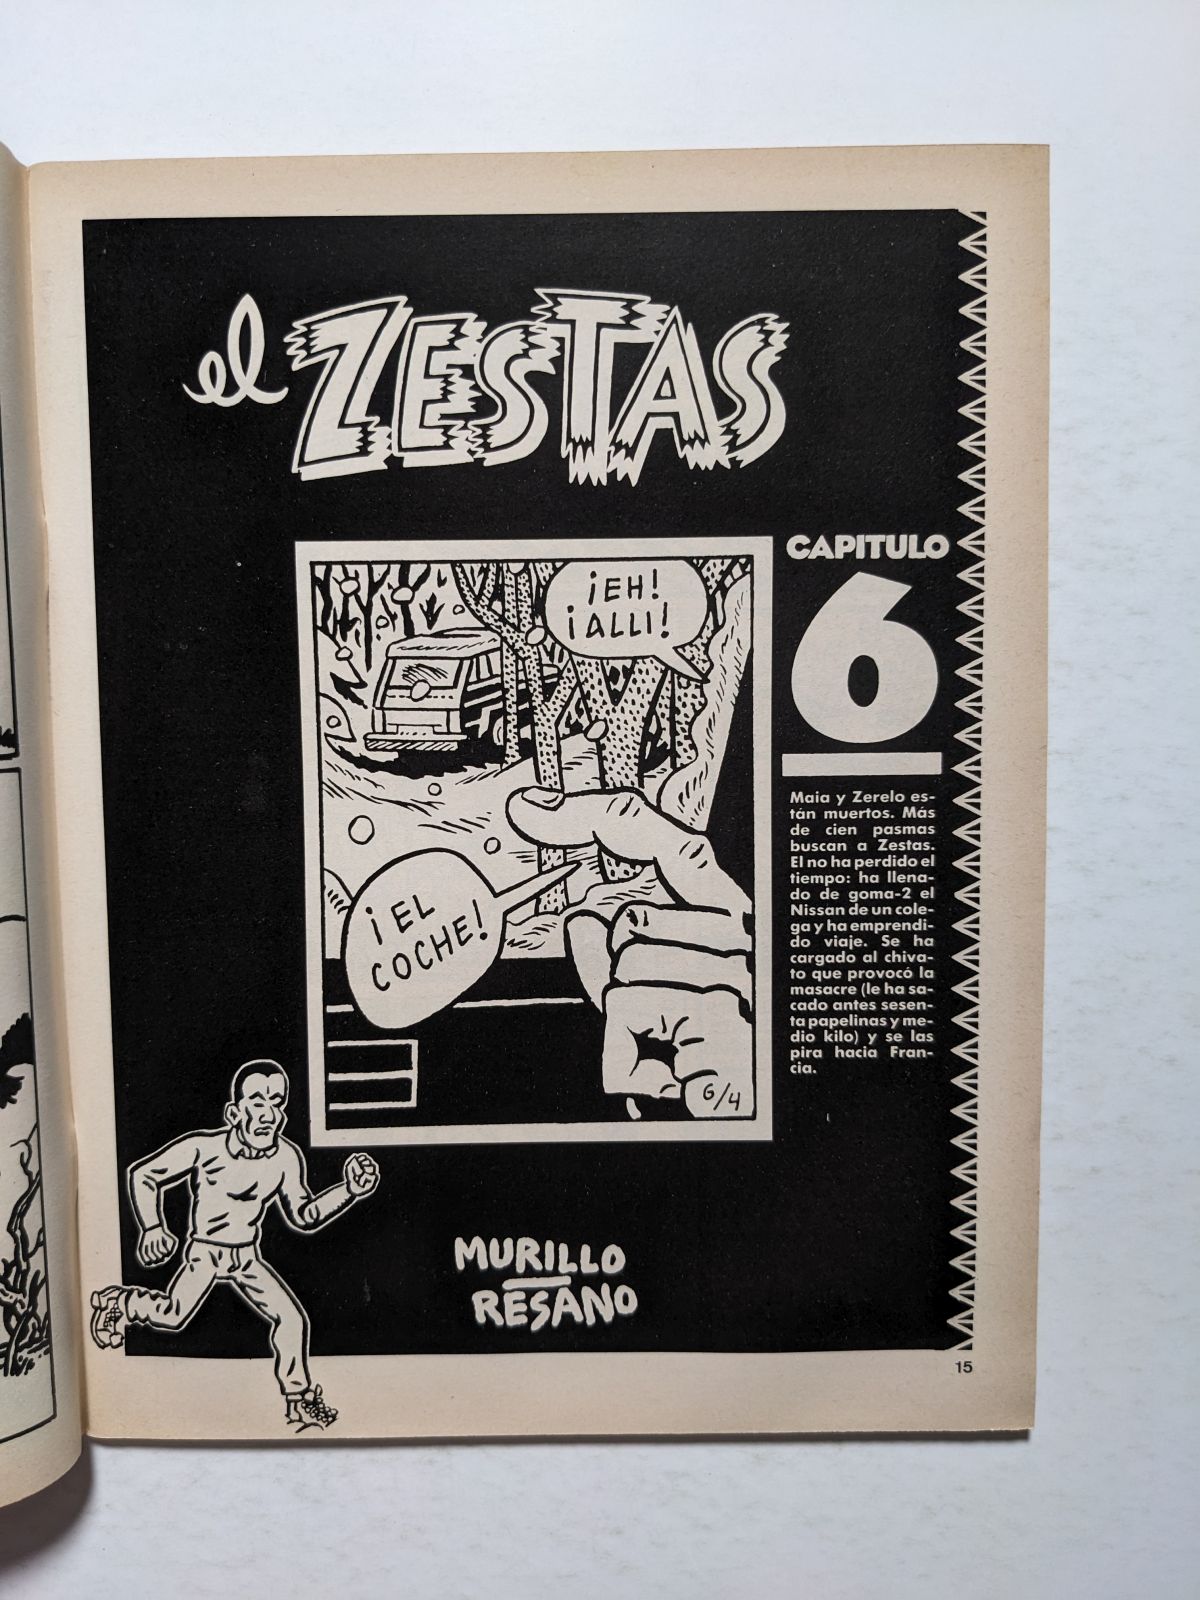 el ZESTAS
CAPITULO
6
¡EH!
¡ALLI!
¡EL
COCHE!
6/4
Maia y Zerelo es-
tán muertos. Más
de cien pasmas
buscan a Zestas.
El no ha perdido el
tiempo: ha llena-
do de goma-2 el
Nissan de un cole-
ga y ha emprendi-
do viaje. Se ha
cargado al chiva-
to que provocó la
masacre (le ha sa-
cado antes sesen-
ta papelinas y me-
dio kilo) y se las
pira hacia Fran-
cia.
MURILLO
RESANO
15